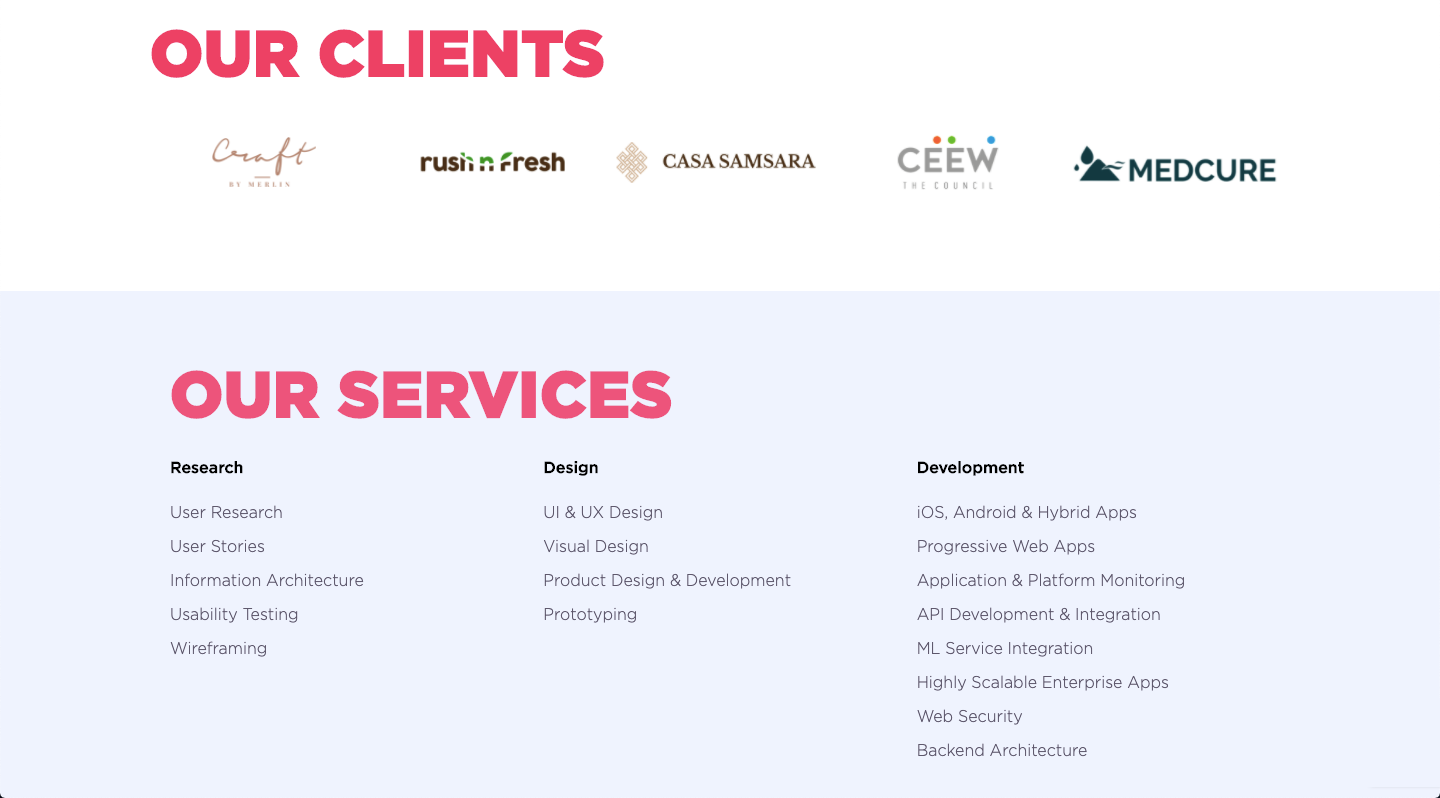 OUR CLIENTS
Craft
BY MERLIN
rush n fresh
CASA SAMSARA
CEEW
THE COUNCIL
MEDCURE
OUR SERVICES
Research
User Research
User Stories
Information Architecture
Usability Testing
Wireframing
Design
UI & UX Design
Visual Design
Product Design & Development
Prototyping
Development
iOS, Android & Hybrid Apps
Progressive Web Apps
Application & Platform Monitoring
API Development & Integration
ML Service Integration
Highly Scalable Enterprise Apps
Web Security
Backend Architecture